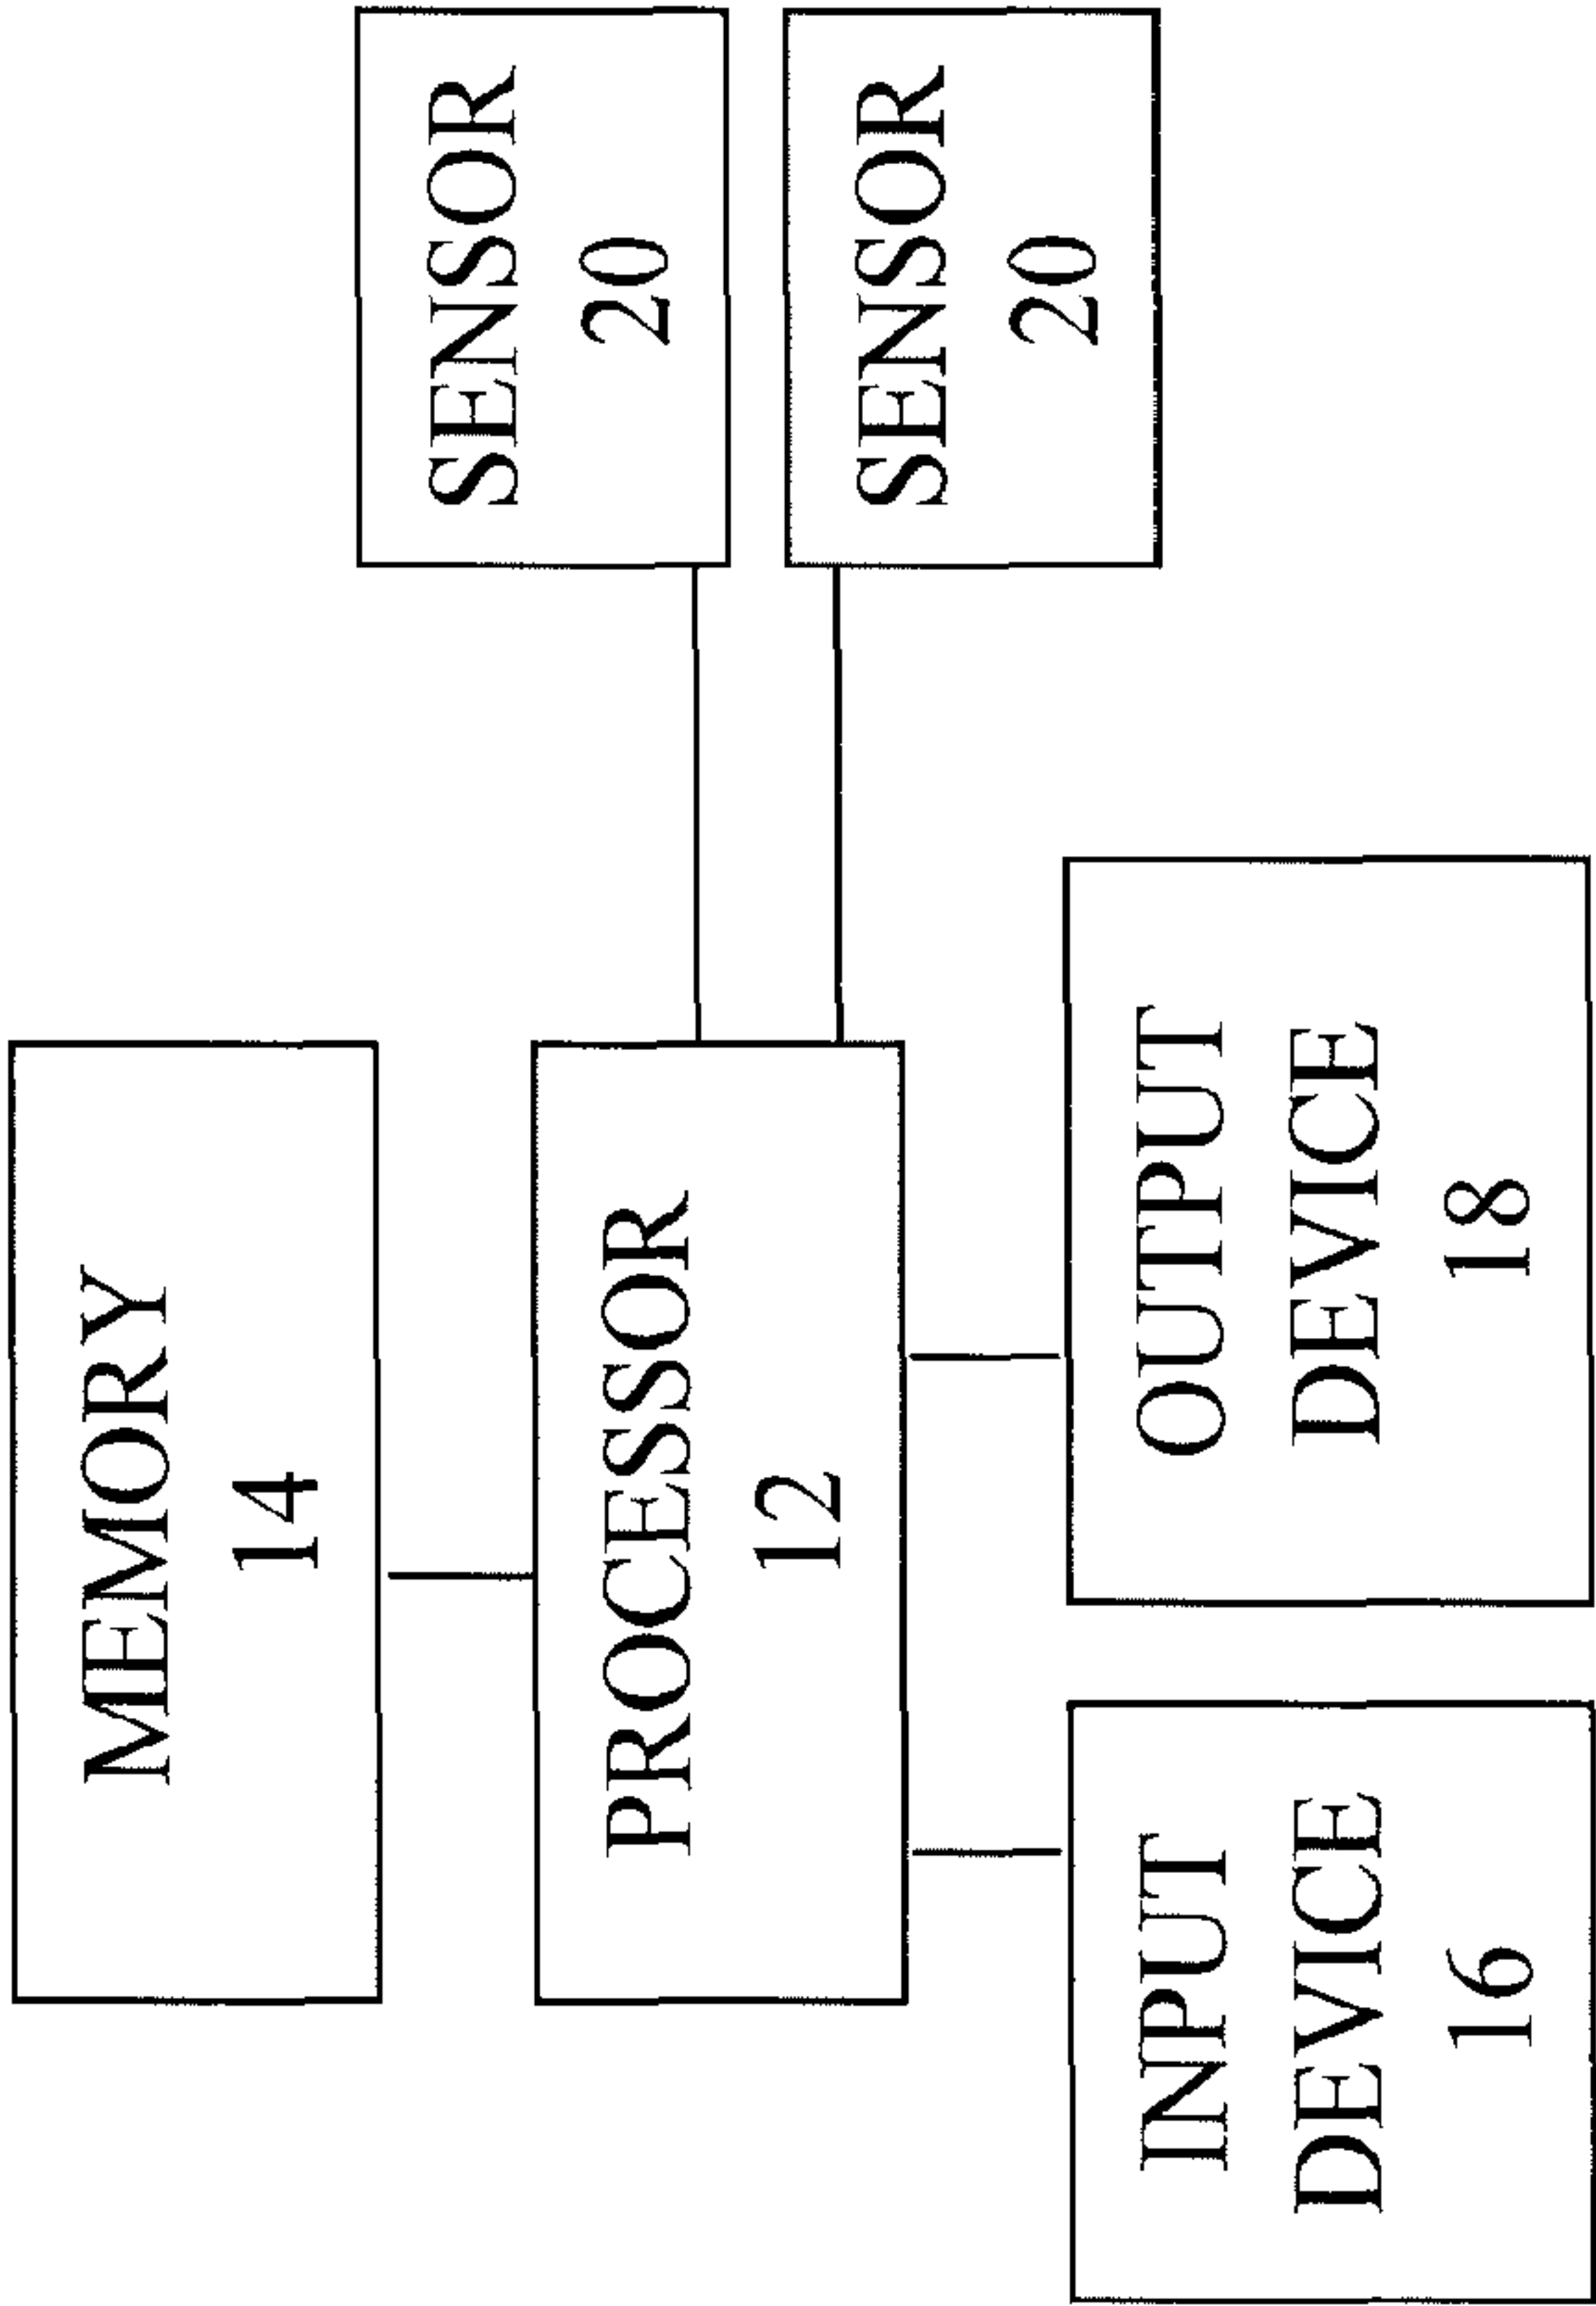 MEMORY
14
PROCESSOR
12
SENSOR
20
SENSOR
20
INPUT
DEVICE
16
OUTPUT
DEVICE
18